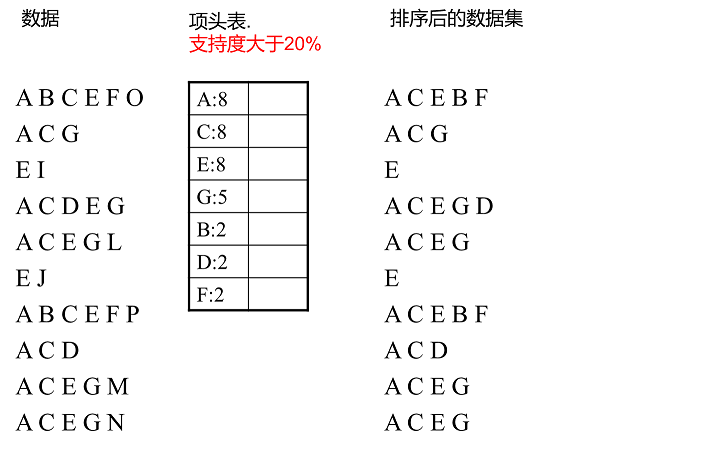 数据
A B C E F O
A C G
E I
A C D E G
A C E G L
E J
A B C E F P
A C D
A C E G M
A C E G N
项头表.
支持度大于20%
A:8
C:8
E:8
G:5
B:2
D:2
F:2
排序后的数据集
A C E B F
A C G
E
A C E G D
A C E G
E
A C E B F
A C D
A C E G
A C E G